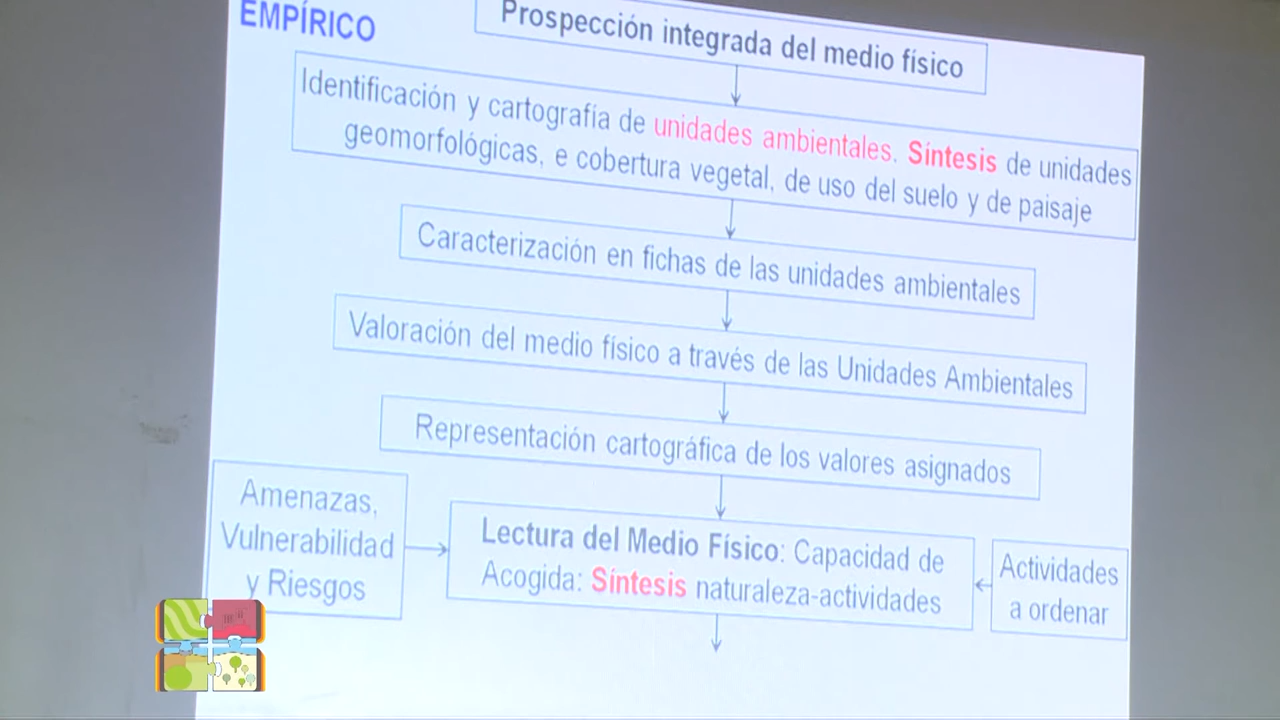 EMPÍRICO
Prospección integrada del medio físico
Identificación y cartografía de unidades ambientales. Síntesis de unidades
geomorfológicas, e cobertura vegetal, de uso del suelo y de paisaje
Caracterización en fichas de las unidades ambientales
Valoración del medio físico a través de las Unidades Ambientales
Representación cartográfica de los valores asignados
Amenazas,
Vulnerabilidad
y Riesgos
Lectura del Medio Físico: Capacidad de
Acogida: Síntesis naturaleza-actividades
Actividades
a ordenar